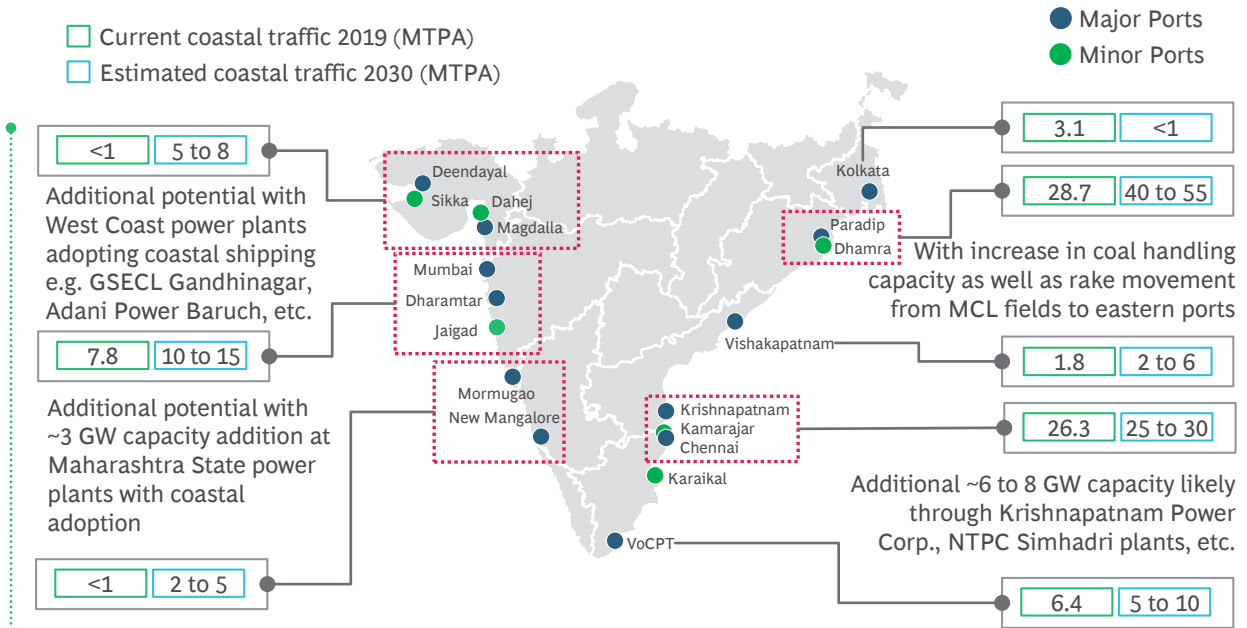 Current coastal traffic 2019 (MTPA)
Estimated coastal traffic 2030 (MTPA)
Major Ports
Minor Ports
<1
5 to 8
Additional potential with
West Coast power plants
adopting coastal shipping
e.g. GSECL Gandhinagar,
Adani Power Baruch, etc.
7.8
10 to 15
Additional potential with
~3 GW capacity addition at
Maharashtra State power
plants with coastal
adoption
<1
2 to 5
Deendayal
Sikka
Dahej
Magdalla
Mumbai
Dharamtar
Jaigad
Mormugao
New Mangalore
Kolkata
Paradip
Dhamra
Vishakapatnam
Krishnapatnam
Kamarajar
Chennai
Karaikal
VoCPT
3.1
<1
28.7
40 to 55
With increase in coal handling
capacity as well as rake movement
from MCL fields to eastern ports
1.8
2 to 6
26.3
25 to 30
Additional ~6 to 8 GW capacity likely
through Krishnapatnam Power
Corp., NTPC Simhadri plants, etc.
6.4
5 to 10